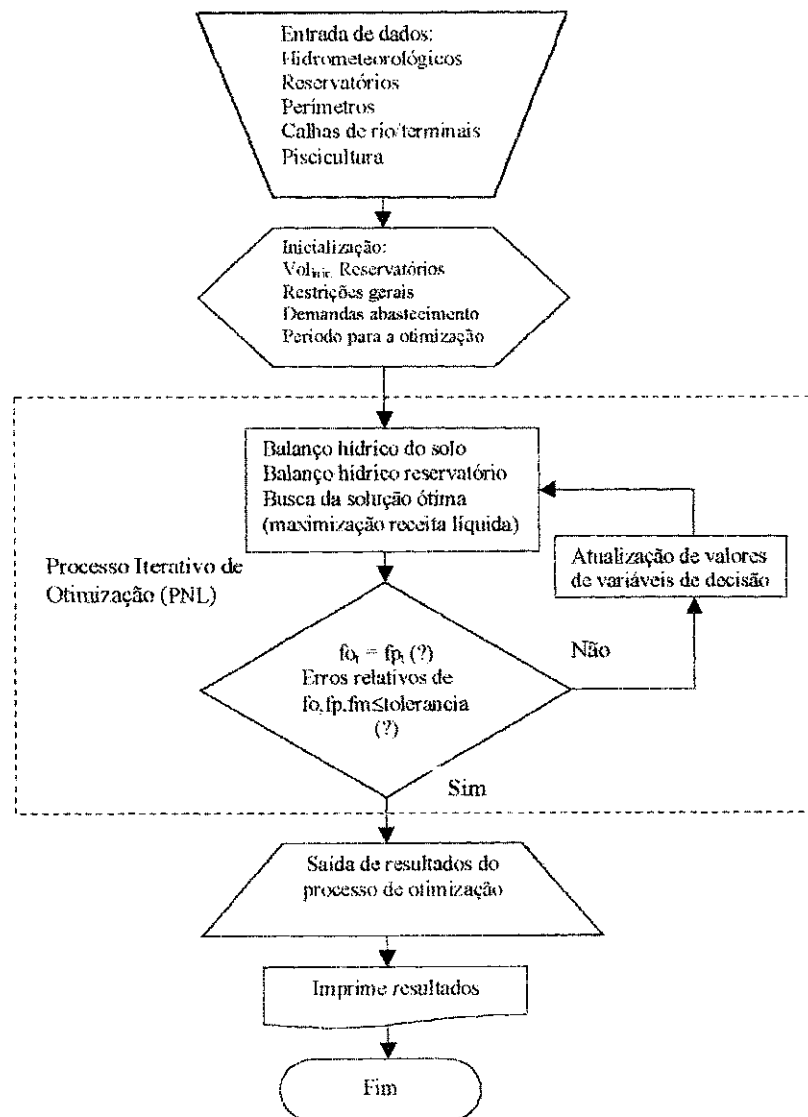 Entrada de dados:
Hidrometeorológicos
Reservatórios
Perímetros
Calhas de rio/terminais
Piscicultura
Inicialização:
Vol_inic. Reservatórios
Restrições gerais
Demandas abastecimento
Período para a otimização
Balanço hídrico do solo
Balanço hídrico reservatório
Busca da solução ótima
(maximização receita líquida)
Atualização de valores
de variáveis de decisão
Processo Iterativo de
Otimização (PNL)
fo_t = fp_t (?)
Erros relativos de
fo,fp.fm≤tolerancia
(?)
Não
Sim
Saída de resultados do
processo de otimização
Imprime resultados
Fim